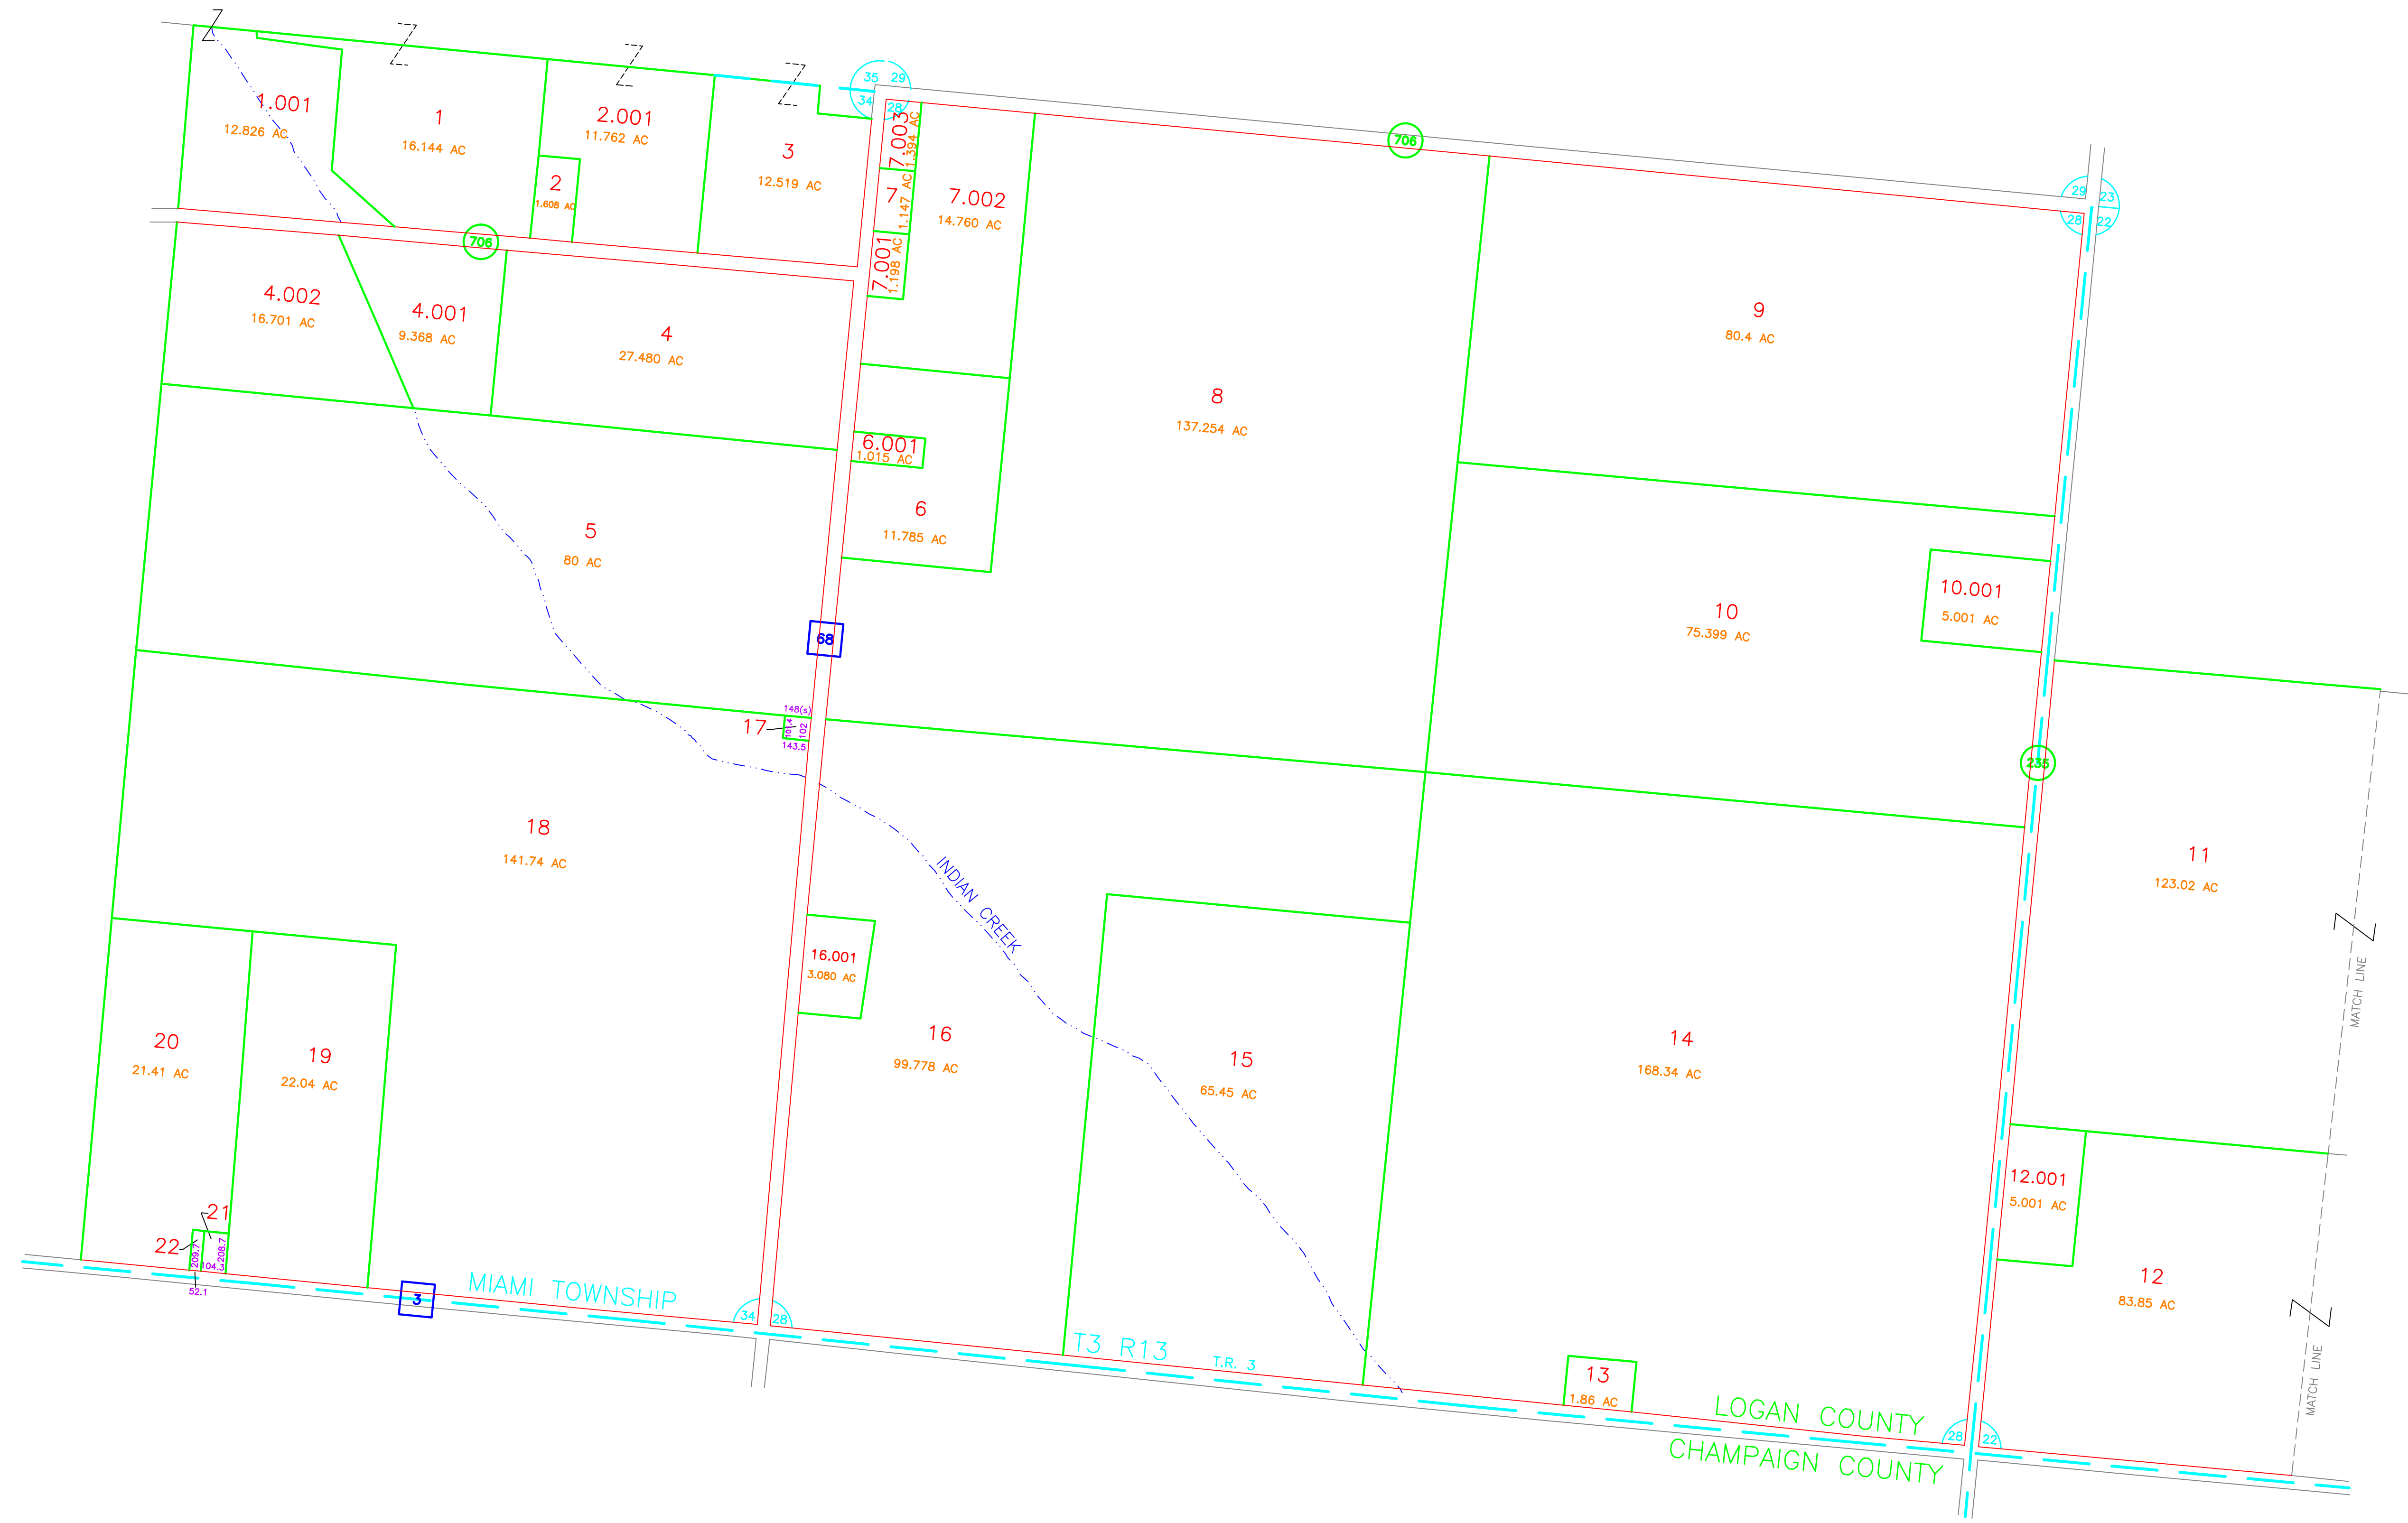 35 29
34 28
1.001
12.826 AC
1
16.144 AC
2.001
11.762 AC
2
1.608 AC
3
12.519 AC
7.003
1.394 AC
7
1.147 AC
7.001
1.198 AC
7.002
14.760 AC
706
29 23
28 22
706
4.002
16.701 AC
4.001
9.368 AC
4
27.480 AC
8
137.254 AC
9
80.4 AC
6.001
1.015 AC
6
11.785 AC
5
80 AC
10
75.399 AC
10.001
5.001 AC
68
148(s)
17
101.4
102
143.5
235
18
141.74 AC
INDIAN CREEK
11
123.02 AC
MATCH LINE
16.001
3.080 AC
16
99.778 AC
15
65.45 AC
14
168.34 AC
20
21.41 AC
19
22.04 AC
12.001
5.001 AC
21
22
209.7
208.7
104.3
52.1
12
83.85 AC
MATCH LINE
3
MIAMI TOWNSHIP
34 28
T3 R13
T.R. 3
13
1.86 AC
LOGAN COUNTY
CHAMPAIGN COUNTY
28 22